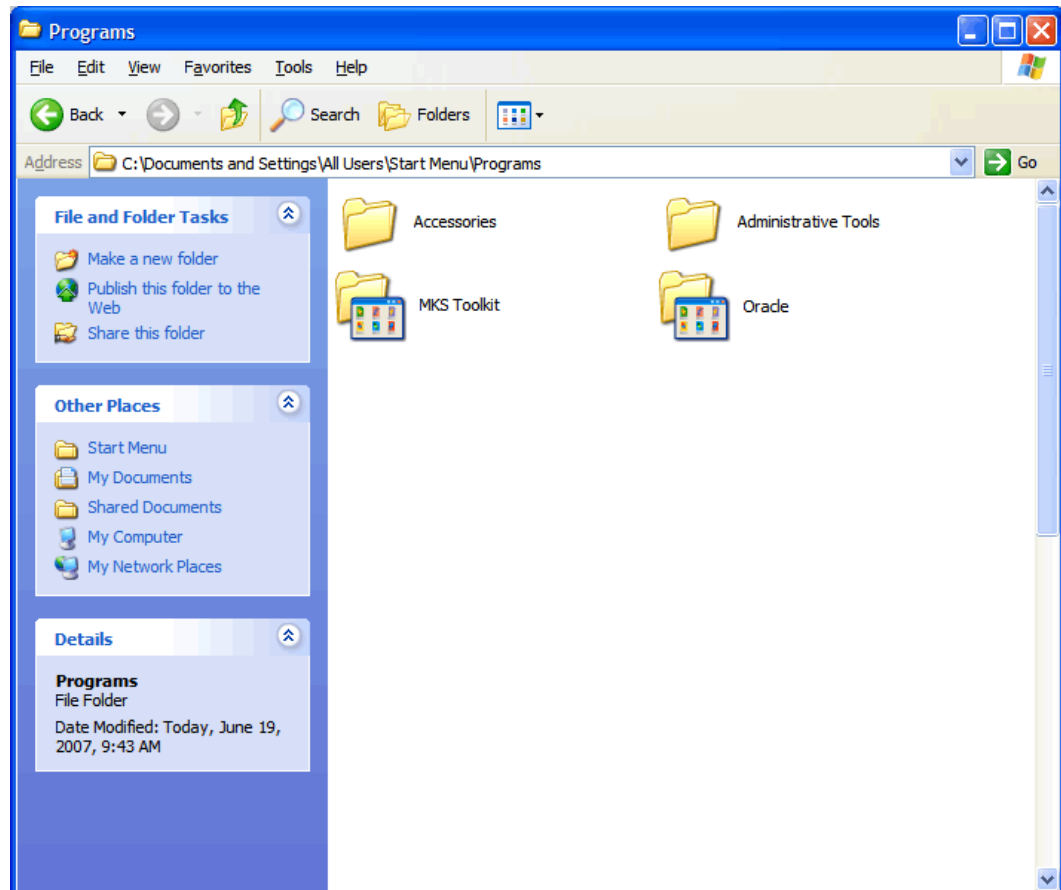 Programs
File Edit View Favorites Tools Help
Back Search Folders
Address C:\Documents and Settings\All Users\Start Menu\Programs Go
File and Folder Tasks
Make a new folder
Publish this folder to the
Web
Share this folder
Other Places
Start Menu
My Documents
Shared Documents
My Computer
My Network Places
Details
Programs
File Folder
Date Modified: Today, June 19,
2007, 9:43 AM
Accessories Administrative Tools
MKS Toolkit Oracle